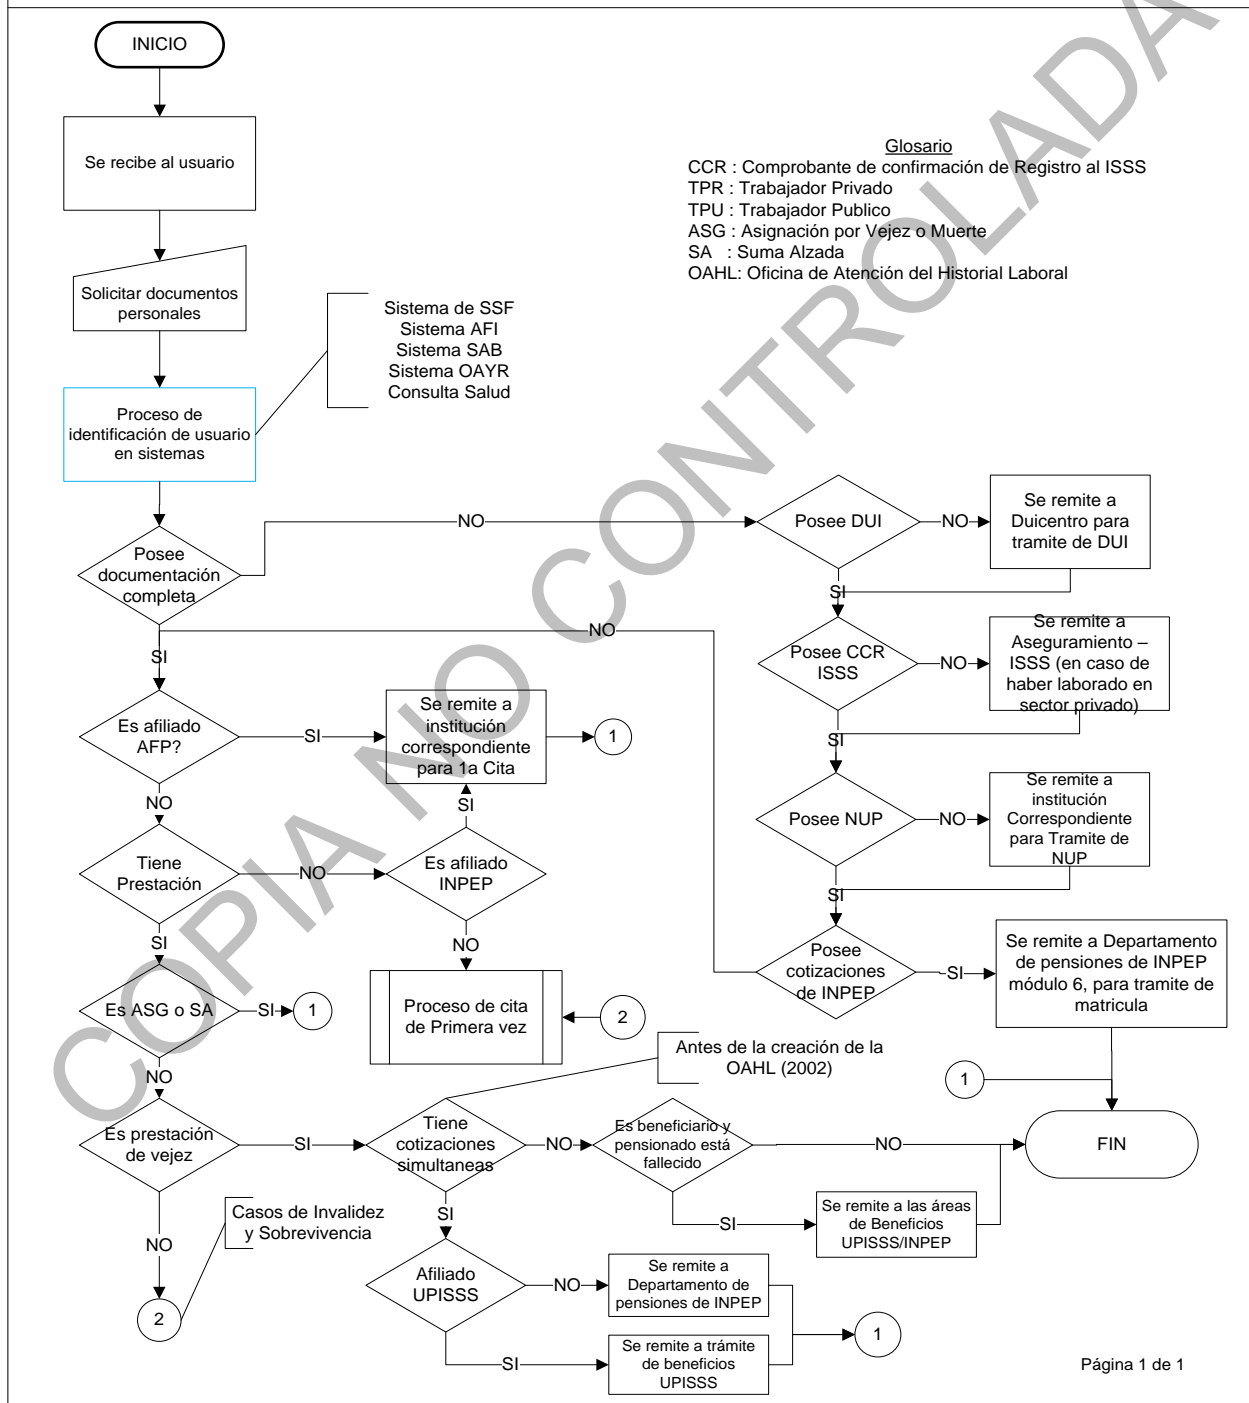 INICIO
Se recibe al usuario
Glosario
CCR : Comprobante de confirmación de Registro al ISSS
TPR : Trabajador Privado
TPU : Trabajador Publico
ASG : Asignación por Vejez o Muerte
SA : Suma Alzada
OAHL: Oficina de Atención del Historial Laboral
Solicitar documentos
personales
Sistema de SSF
Sistema AFI
Sistema SAB
Sistema OAYR
Consulta Salud
Proceso de
identificación de usuario
en sistemas
Posee
documentación
completa
NO
Posee DUI
NO
Se remite a
Duicentro para
tramite de DUI
SI
SI
NO
Posee CCR
ISSS
NO
Se remite a
Aseguramiento –
ISSS (en caso de
haber laborado en
sector privado)
SI
Es afiliado
AFP?
SI
Se remite a
institución
correspondiente
para 1a Cita
1
NO
SI
Posee NUP
NO
Se remite a
institución
Correspondiente
para Tramite de
NUP
SI
Tiene
Prestación
NO
Es afiliado
INPEP
SI
NO
Posee
cotizaciones
de INPEP
SI
Se remite a Departamento
de pensiones de INPEP
módulo 6, para tramite de
matricula
Es ASG o SA
SI
1
Proceso de cita
de Primera vez
2
NO
Antes de la creación de la
OAHL (2002)
1
Es prestación
de vejez
SI
Tiene
cotizaciones
simultaneas
NO
Es beneficiario y
pensionado está
fallecido
NO
FIN
NO
Casos de Invalidez
y Sobrevivencia
SI
SI
Se remite a las áreas
de Beneficios
UPISSS/INPEP
2
Afiliado
UPISSS
NO
Se remite a
Departamento de
pensiones de INPEP
1
SI
Se remite a trámite
de beneficios
UPISSS
Página 1 de 1
COPIA NO CONTROLADA